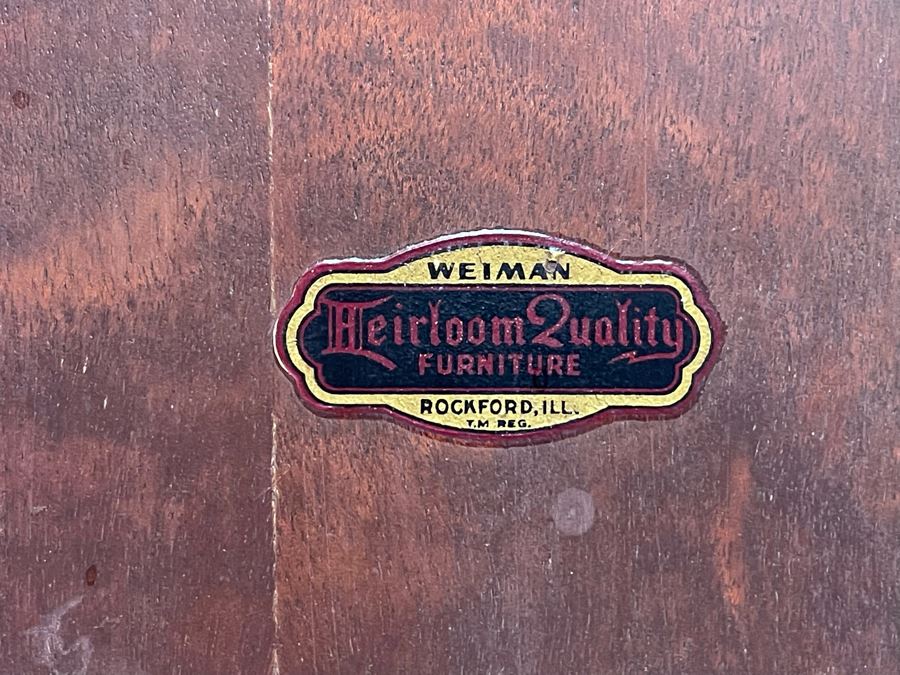 WEIMAN
Heirloom Quality
FURNITURE
ROCKFORD, ILL.
T.M REG.